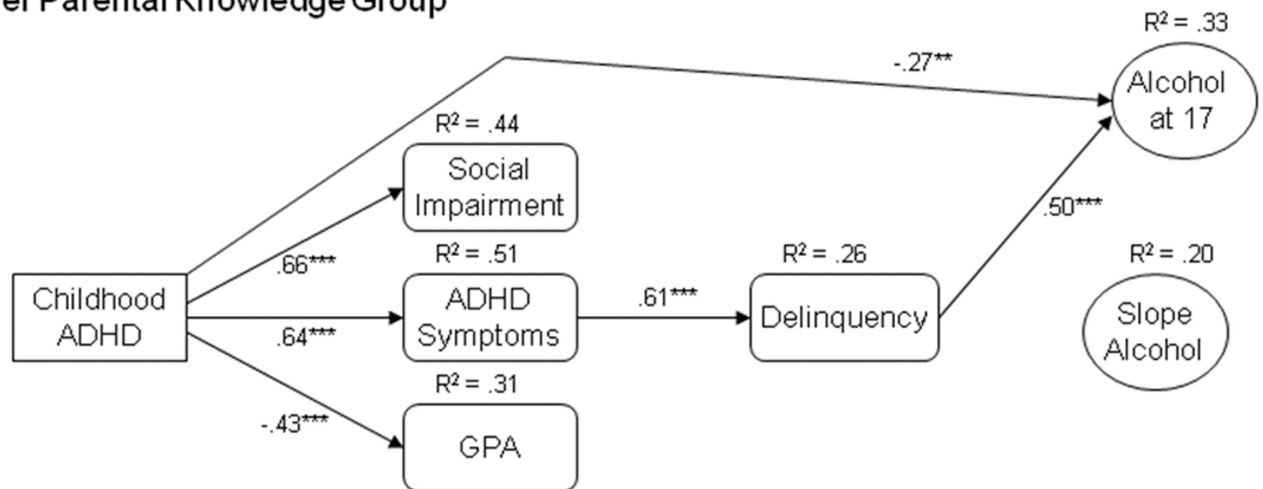 Parental Knowledge Group
R² = .33
-.27**
Alcohol
at 17
R² = .44
Social
Impairment
.50***
.66***
R² = .51
R² = .26
R² = .20
Childhood
ADHD
ADHD
Symptoms
.61***
Delinquency
Slope
Alcohol
.64***
R² = .31
-.43***
GPA